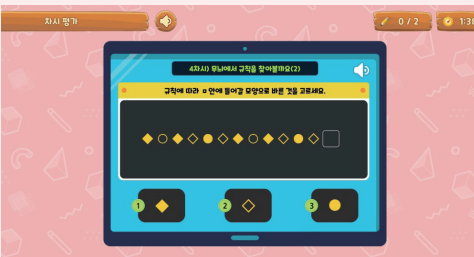 차시 평가
0 / 2
1:38
4차시) 무늬에서 규칙을 찾아볼까요(2)
규칙에 따라 □ 안에 들어갈 모양으로 바른 것을 고르세요.
1
2
3